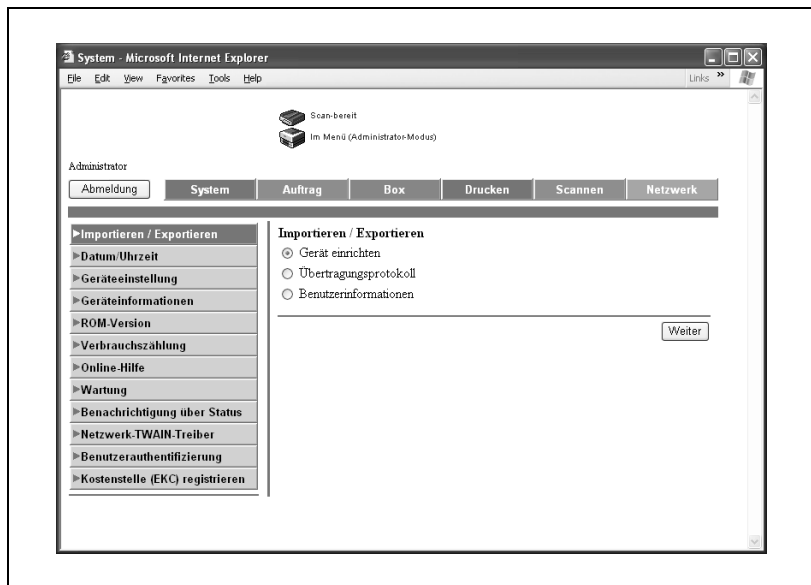 System - Microsoft Internet Explorer
File Edit View Favorites Tools Help
Links »
Scan-bereit
Im Menü (Administrator-Modus)
Administrator
Abmeldung System Auftrag Box Drucken Scannen Netzwerk
Importieren / Exportieren
Datum/Uhrzeit
Geräteeinstellung
Geräteinformationen
ROM-Version
Verbrauchszählung
Online-Hilfe
Wartung
Benachrichtigung über Status
Netzwerk-TWAIN-Treiber
Benutzerauthentifizierung
Kostenstelle (EKC) registrieren
Importieren / Exportieren
Gerät einrichten
Übertragungsprotokoll
Benutzerinformationen
Weiter